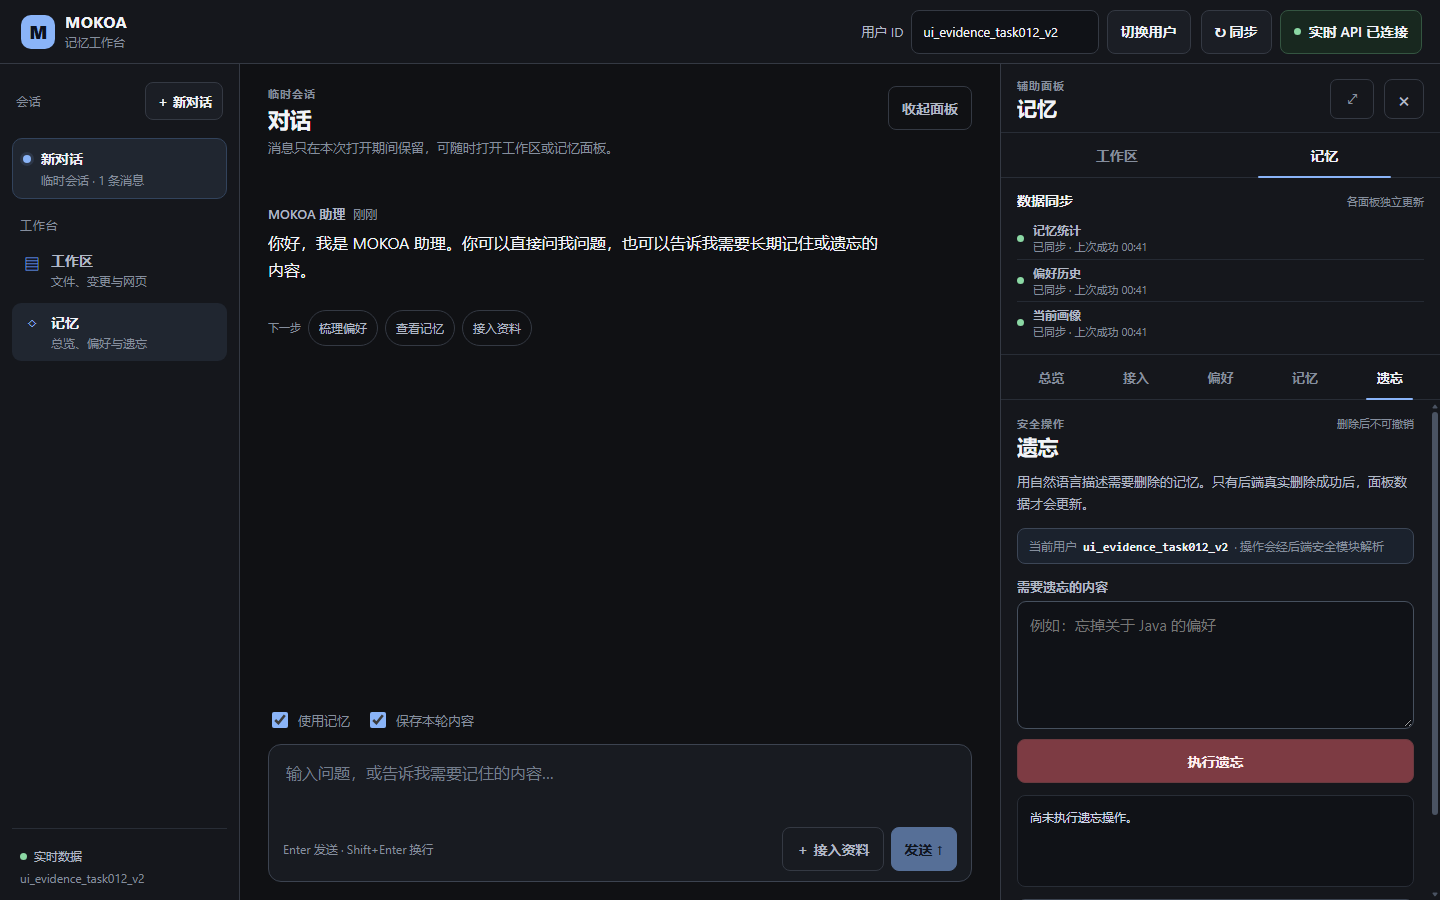 M
MOKOA
记忆工作台
用户 ID
ui_evidence_task012_v2
切换用户
↻ 同步
实时 API 已连接
会话
+ 新对话
新对话
临时会话 · 1 条消息
工作台
工作区
文件、变更与网页
记忆
总览、偏好与遗忘
实时数据
ui_evidence_task012_v2
临时会话
对话
消息只在本次打开期间保留，可随时打开工作区或记忆面板。
收起面板
MOKOA 助理 刚刚
你好，我是 MOKOA 助理。你可以直接问我问题，也可以告诉我需要长期记住或遗忘的
内容。
下一步
梳理偏好
查看记忆
接入资料
使用记忆
保存本轮内容
输入问题，或告诉我需要记住的内容...
Enter 发送 · Shift+Enter 换行
+ 接入资料
发送 ↑
辅助面板
记忆
工作区
记忆
数据同步
各面板独立更新
记忆统计
已同步 · 上次成功 00:41
偏好历史
已同步 · 上次成功 00:41
当前画像
已同步 · 上次成功 00:41
总览
接入
偏好
记忆
遗忘
安全操作
删除后不可撤销
遗忘
用自然语言描述需要删除的记忆。只有后端真实删除成功后，面板数
据才会更新。
当前用户 ui_evidence_task012_v2 · 操作会经后端安全模块解析
需要遗忘的内容
例如：忘掉关于 Java 的偏好
执行遗忘
尚未执行遗忘操作。